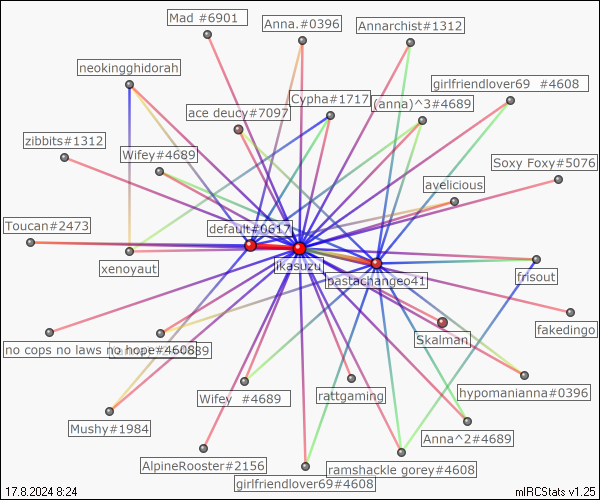 Mad #6901
Anna.#0396
Annarchist#1312
neokingghidorah
girlfriendlover69 #4608
Cypha#1717
(anna)^3#4689
ace deucy#7097
zibbits#1312
Wifey#4689
Soxy Foxy#5076
avelicious
Toucan#2473
default#0617
xenoyaut
ikasuzu
pastachange041
frisout
fakedingo
Skalman
no cops no laws no hope#4608
hypomanianna#0396
Wifey #4689
rattgaming
Mushy#1984
Anna^2#4689
AlpineRooster#2156
ramshackle gorey#4608
girlfriendlover69#4608
17.8.2024 8:24
mIRCStats v1.25